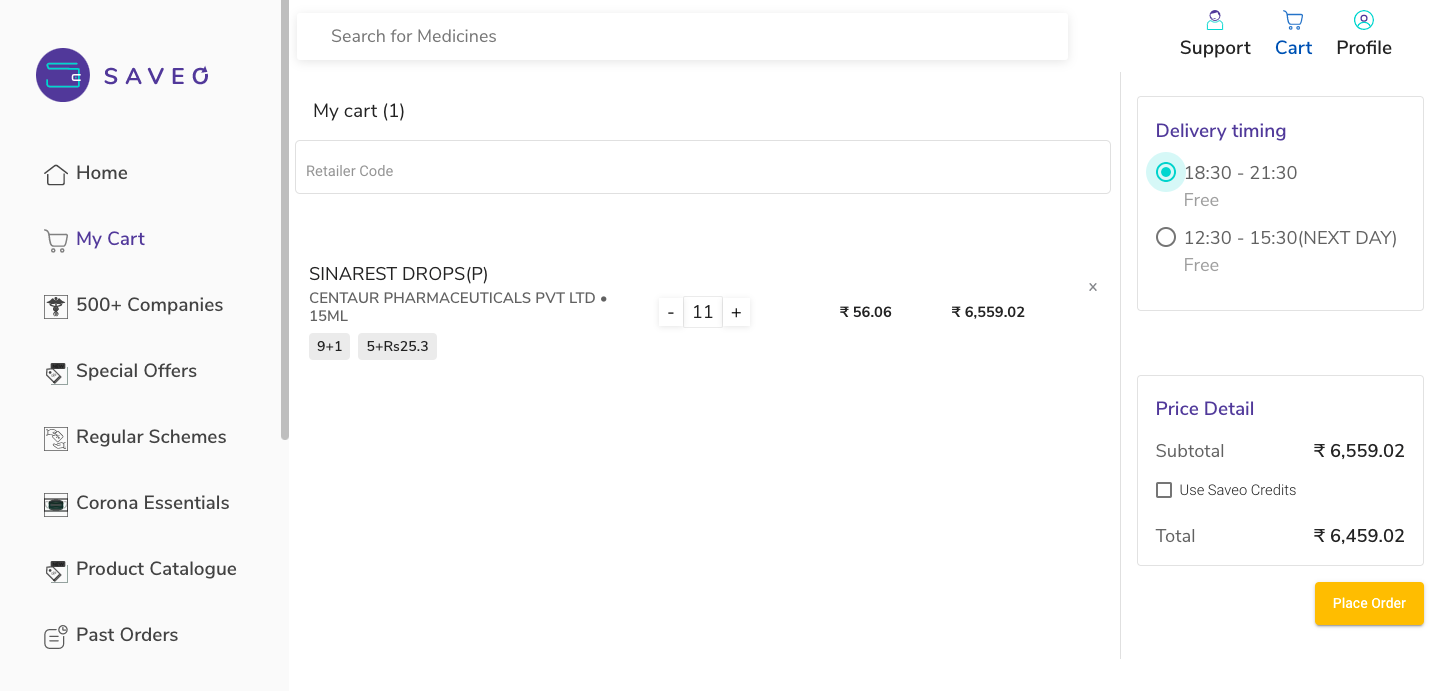 SAVEO
Home
My Cart
500+ Companies
Special Offers
Regular Schemes
Corona Essentials
Product Catalogue
Past Orders
Search for Medicines
Support
Cart
Profile
My cart (1)
Retailer Code
SINAREST DROPS(P)
CENTAUR PHARMACEUTICALS PVT LTD •
15ML
9+1 5+Rs25.3
- 11 + ₹ 56.06 ₹ 6,559.02 x
Delivery timing
18:30 - 21:30
Free
12:30 - 15:30(NEXT DAY)
Free
Price Detail
Subtotal ₹ 6,559.02
Use Saveo Credits
Total ₹ 6,459.02
Place Order